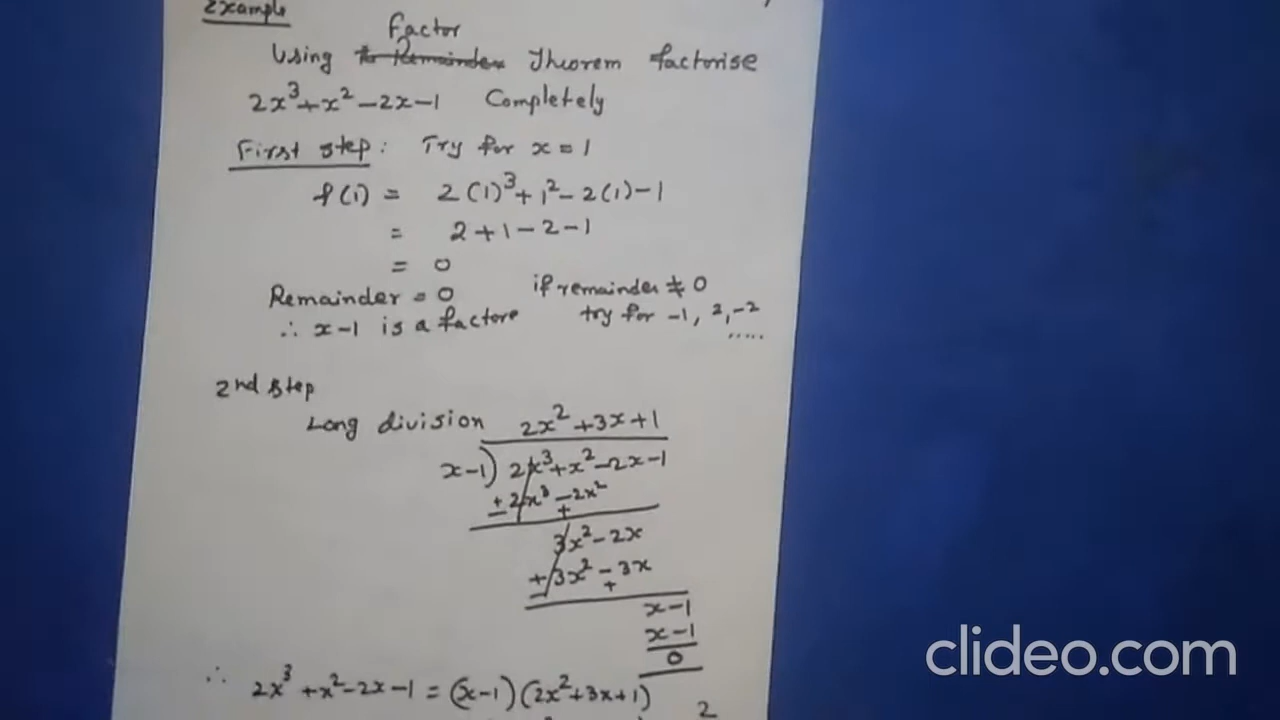 Example
Factor
Using Remainder Theorem factorise
2x³+x²-2x-1 Completely
First step: Try for x=1
f(1) = 2(1)³+1²-2(1)-1
= 2+1-2-1
= 0
Remainder = 0 if remainder ≠ 0
∴ x-1 is a factor try for -1, 2, -2
.....
2nd step
Long division 2x²+3x+1
x-1) 2x³+x²-2x-1
+2x³-2x²
- +
3x²-2x
+3x²-3x
- +
x-1
x-1
0
∴ 2x³+x²-2x-1 = (x-1)(2x²+3x+1)
2
clideo.com